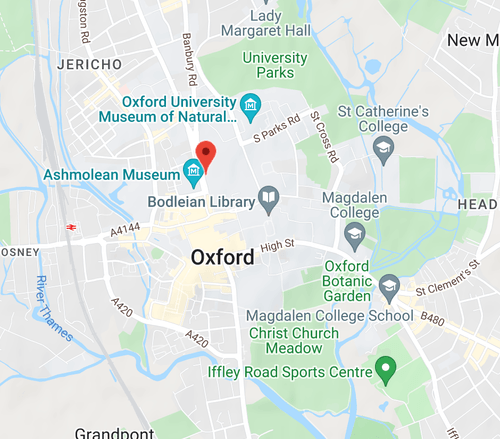 Lady
Margaret Hall
ngston Rd
Banbury Rd
New M
JERICHO
University
Parks
Oxford University
Museum of Natural...
S Parks Rd
St Cross Rd
St Catherine's
College
Ashmolean Museum
Bodleian Library
Magdalen
College
HEAD
A4144
OSNEY
High St
Oxford
Oxford
Botanic
Garden
St Clement's St
River Thames
A420
A420
Magdalen College School
B480
Christ Church
Meadow
Iffley Road Sports Centre
Iffl
Grandpont